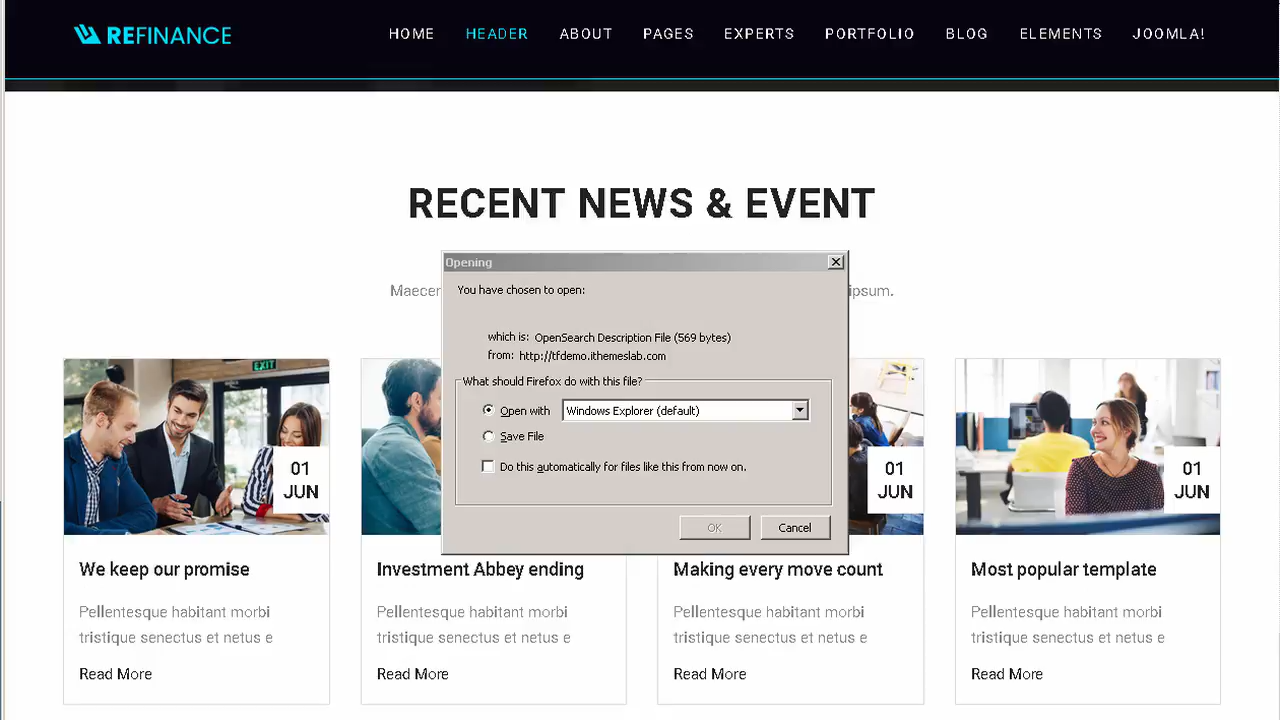 REFINANCE
HOME HEADER ABOUT PAGES EXPERTS PORTFOLIO BLOG ELEMENTS JOOMLA!
RECENT NEWS & EVENT
ipsum.
Opening
You have chosen to open:
which is: OpenSearch Description File (569 bytes)
from: http://tfdemo.ithemeslab.com
What should Firefox do with this file?
Open with Windows Explorer (default)
Save File
Do this automatically for files like this from now on.
OK Cancel
EXIT
01
JUN
01
JUN
01
JUN
We keep our promise
Investment Abbey ending
Making every move count
Most popular template
Pellentesque habitant morbi
tristique senectus et netus e
Read More
Pellentesque habitant morbi
tristique senectus et netus e
Read More
Pellentesque habitant morbi
tristique senectus et netus e
Read More
Pellentesque habitant morbi
tristique senectus et netus e
Read More